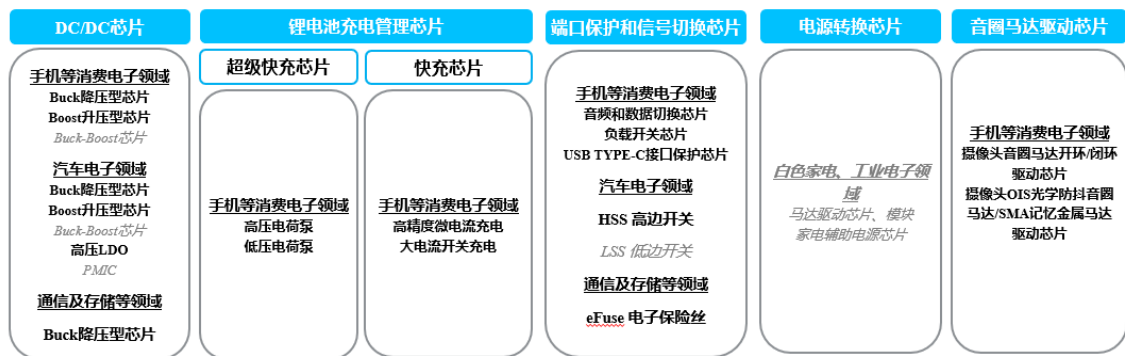 DC/DC芯片
手机等消费电子领域
Buck降压型芯片
Boost升压型芯片
Buck-Boost芯片
汽车电子领域
Buck降压型芯片
Boost升压型芯片
Buck-Boost芯片
高压LDO
PMIC
通信及存储等领域
Buck降压型芯片
锂电池充电管理芯片
超级快充芯片
手机等消费电子领域
高压电荷泵
低压电荷泵
快充芯片
手机等消费电子领域
高精度微电流充电
大电流开关充电
端口保护和信号切换芯片
手机等消费电子领域
音频和数据切换芯片
负载开关芯片
USB TYPE-C接口保护芯片
汽车电子领域
HSS 高边开关
LSS 低边开关
通信及存储等领域
eFuse 电子保险丝
电源转换芯片
白色家电、工业电子领
域
马达驱动芯片、模块
家电辅助电源芯片
音圈马达驱动芯片
手机等消费电子领域
摄像头音圈马达开环/闭环
驱动芯片
摄像头OIS光学防抖音圈
马达/SMA记忆金属马达
驱动芯片